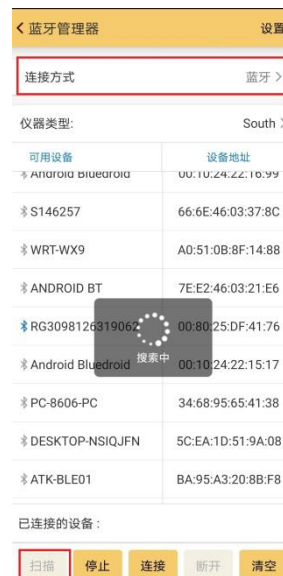 蓝牙管理器 设置
连接方式 蓝牙
仪器类型: South
可用设备 设备地址
Android Bluedroid 00:10:24:22:16:99
S146257 66:6E:46:03:37:8C
WRT-WX9 A0:51:0B:8F:14:88
ANDROID BT 7E:E2:46:03:21:E6
RG3098126319062 00:80:25:DF:41:76
搜索中
Android Bluedroid 00:10:24:22:15:17
PC-8606-PC 34:68:95:65:41:38
DESKTOP-NSIQJFN 5C:EA:1D:51:9A:08
ATK-BLE01 BA:95:A3:20:8B:F8
已连接的设备 :
扫描 停止 连接 断开 清空